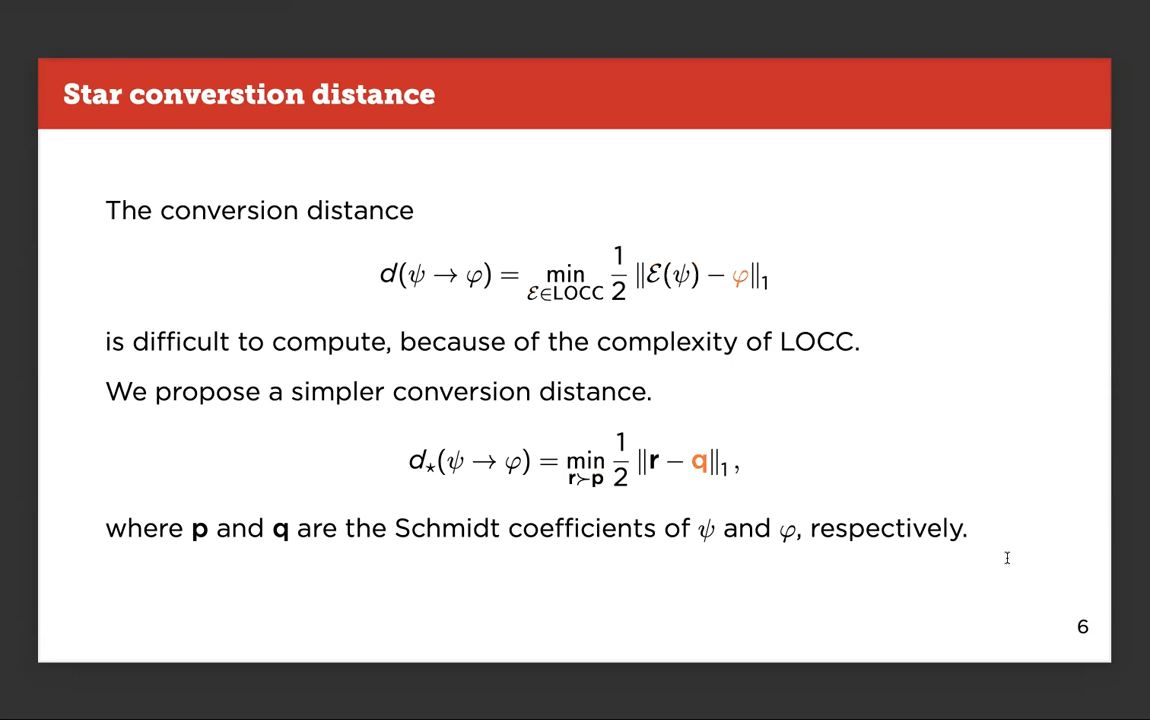 Star converstion distance
The conversion distance
d(ψ → φ) = min_{ℰ∈LOCC} 1/2 ‖ℰ(ψ) − φ‖₁
is difficult to compute, because of the complexity of LOCC.
We propose a simpler conversion distance.
d⋆(ψ → φ) = min_{r≻p} 1/2 ‖r − q‖₁ ,
where p and q are the Schmidt coefficients of ψ and φ, respectively.
6